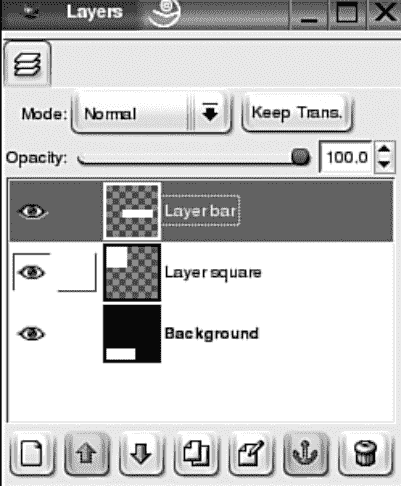 Layers
Mode: Normal Keep Trans.
Opacity: 100.0
Layer bar
Layer square
Background